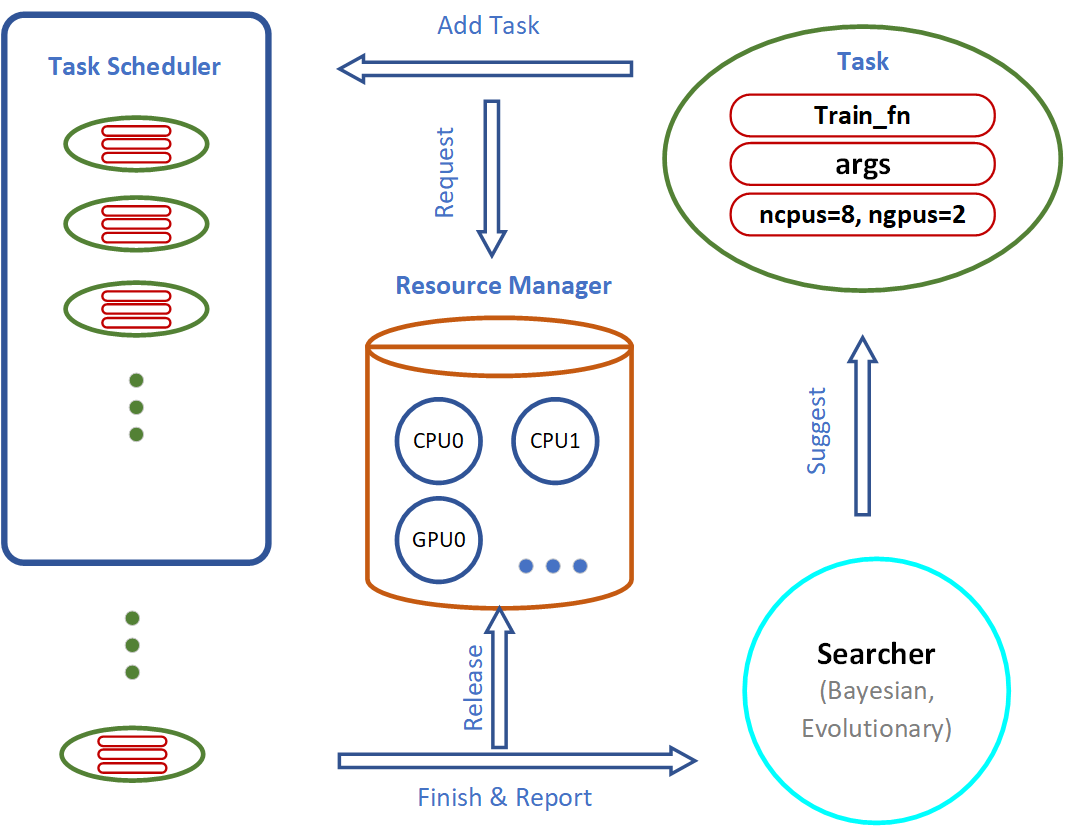 Add Task
Task Scheduler
Task
Train_fn
args
ncpus=8, ngpus=2
Request
Resource Manager
CPU0
CPU1
GPU0
Suggest
Searcher
(Bayesian,
Evolutionary)
Release
Finish & Report